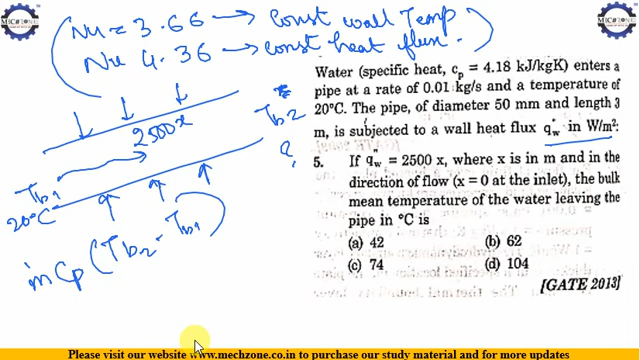 MECHZONE
Nu = 3.66 → Const wall Temp
Nu 4.36 → const heat flux.
MECHZONE
Water (specific heat, cp = 4.18 kJ/kgK) enters a
pipe at a rate of 0.01 kg/s and a temperature of
20°C. The pipe, of diameter 50 mm and length 3
m, is subjected to a wall heat flux q"w in W/m²:
5. If q"w = 2500 x, where x is in m and in the
direction of flow (x = 0 at the inlet), the bulk
mean temperature of the water leaving the
pipe in °C is
(a) 42 (b) 62
(c) 74 (d) 104
[GATE 2013]
2500x
Tb2
?
Tb1
20°C
ṁ Cp (Tb2 - Tb1)
Please visit our website www.mechzone.co.in to purchase our study material and for more updates